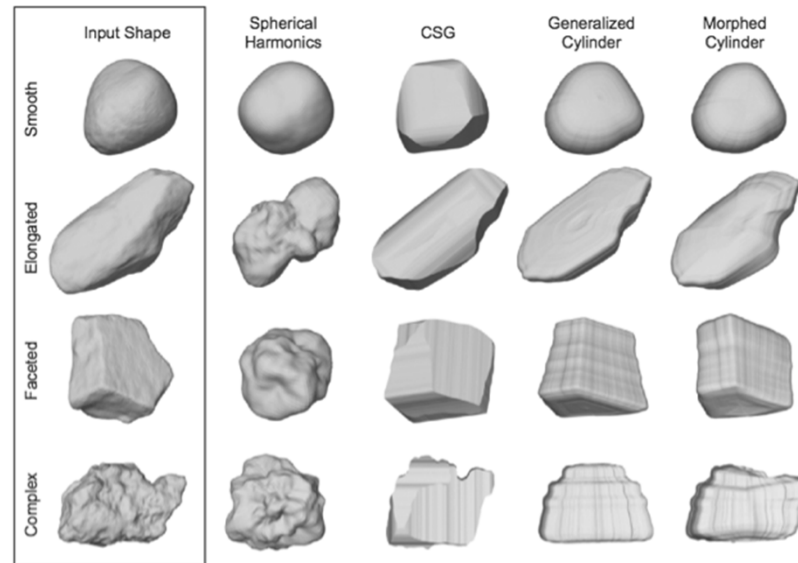 Input Shape
Spherical
Harmonics
CSG
Generalized
Cylinder
Morphed
Cylinder
Smooth
Elongated
Faceted
Complex